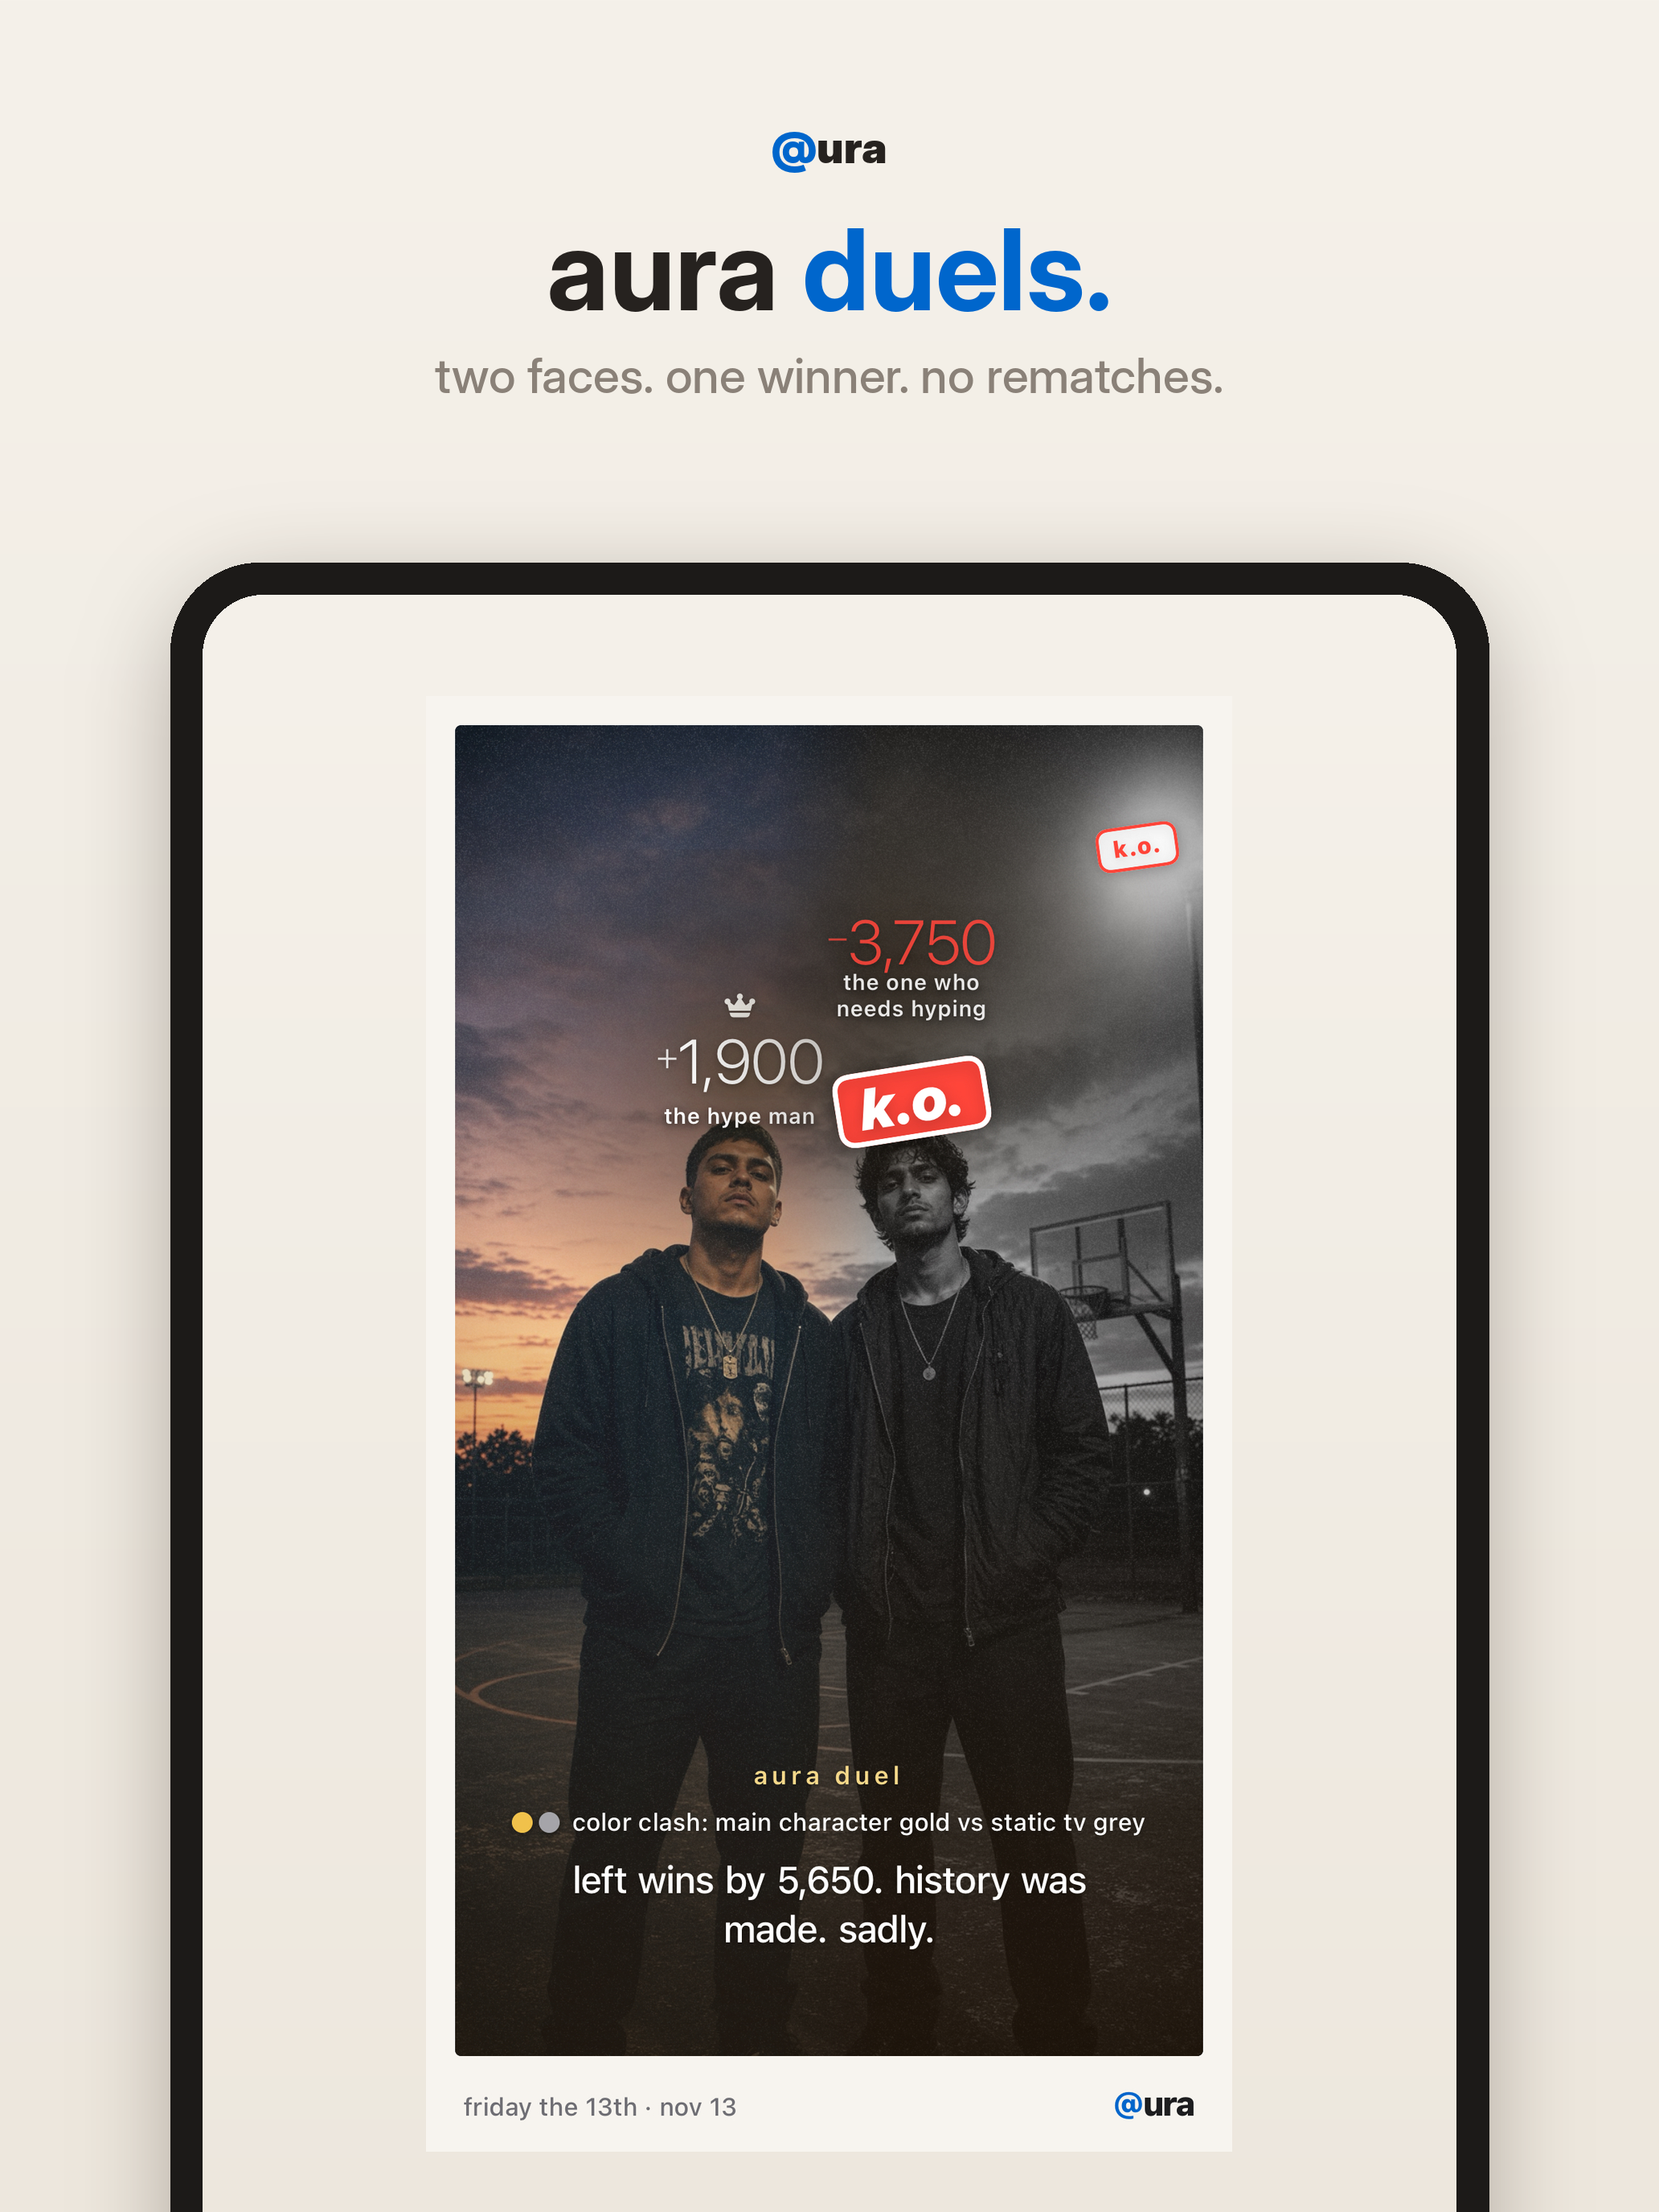 @ura
aura duels.
two faces. one winner. no rematches.
k.o.
−3,750
the one who
needs hyping
+1,900
the hype man
k.o.
aura duel
color clash: main character gold vs static tv grey
left wins by 5,650. history was
made. sadly.
friday the 13th · nov 13
@ura